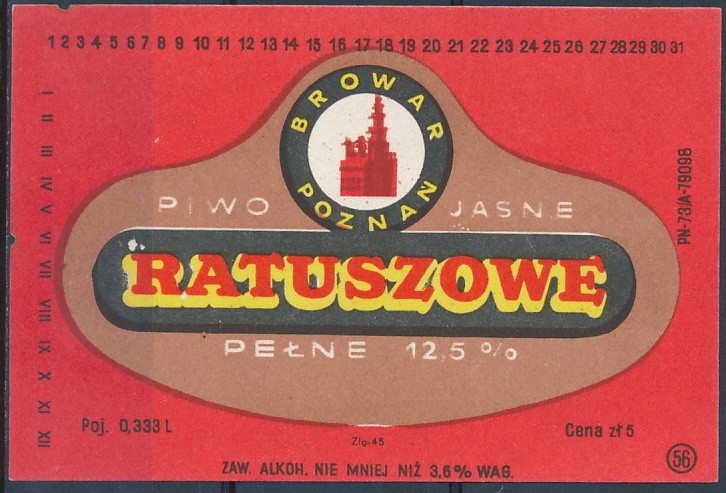 1 2 3 4 5 6 7 8 9 10 11 12 13 14 15 16 17 18 19 20 21 22 23 24 25 26 27 28 29 30 31
I II III IV V VI VII VIII IX X XI XII
BROWAR
POZNAŃ
PIWO JASNE
RATUSZOWE
PEŁNE 12,5 %
PN-73/A-79098
Poj. 0,333 L
Cena zł 5
Zlg-45
ZAW. ALKOH. NIE MNIEJ NIŻ 3,6% WAG.
56